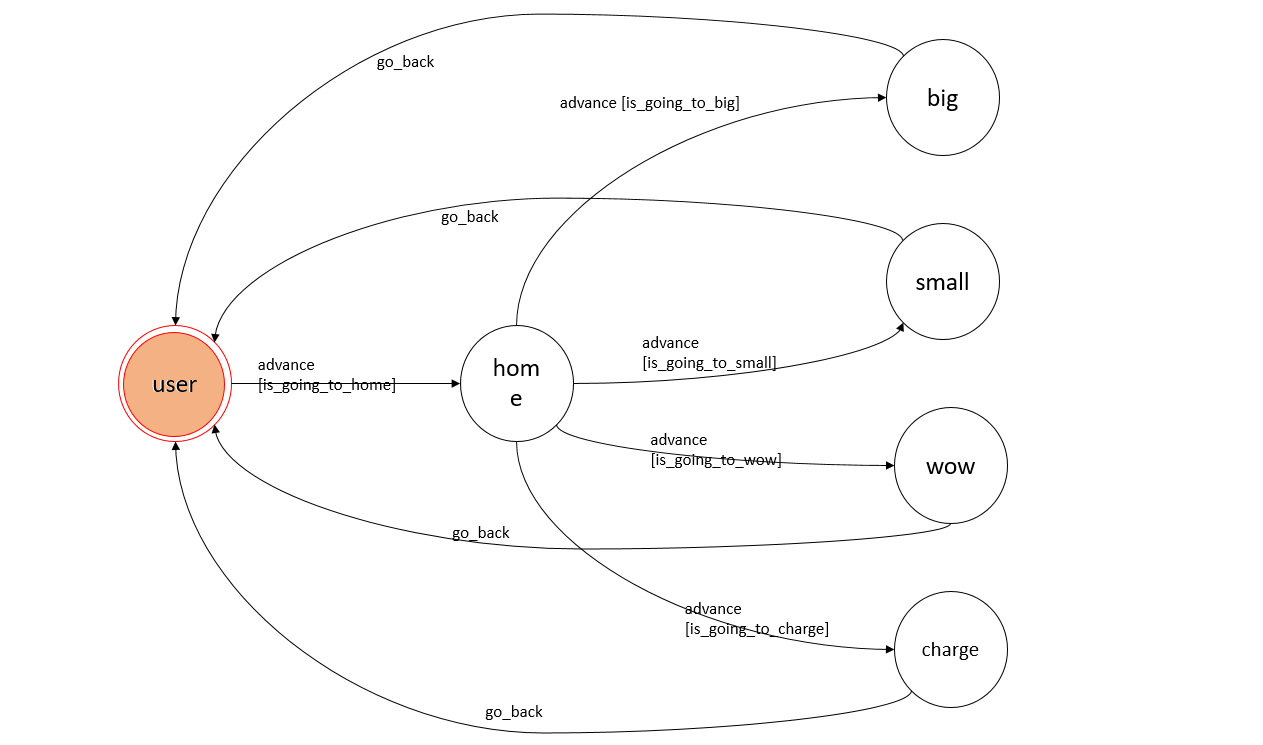 go_back
big
advance [is_going_to_big]
go_back
small
advance
[is_going_to_small]
advance
[is_going_to_home]
user
hom
e
advance
[is_going_to_wow]
wow
go_back
advance
[is_going_to_charge]
charge
go_back